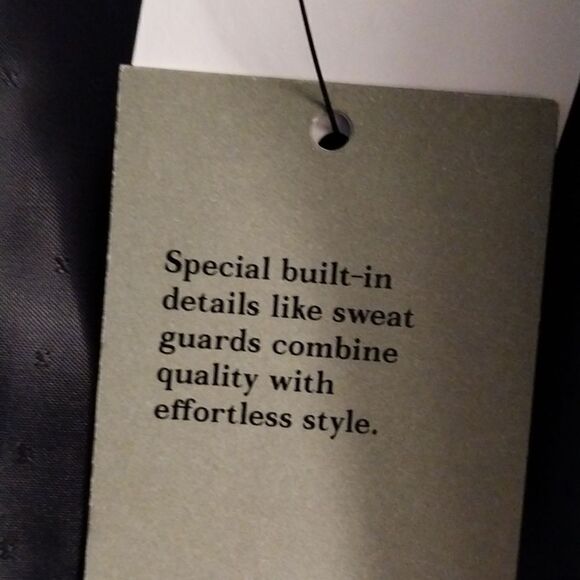 Special built-in
details like sweat
guards combine
quality with
effortless style.